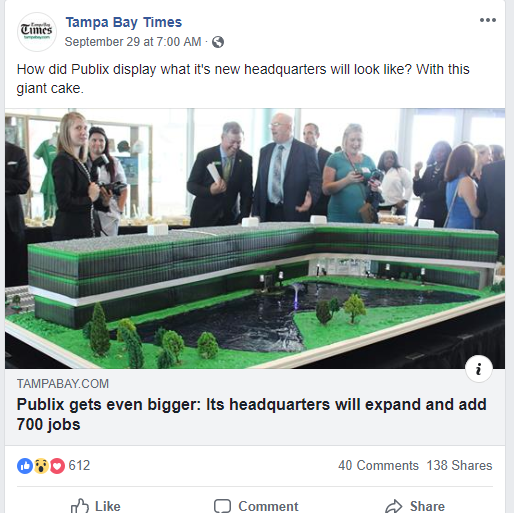 Tampa Bay
Times
tampabay.com
Tampa Bay Times
September 29 at 7:00 AM ·
How did Publix display what it's new headquarters will look like? With this
giant cake.
i
TAMPABAY.COM
Publix gets even bigger: Its headquarters will expand and add
700 jobs
612
40 Comments 138 Shares
Like
Comment
Share